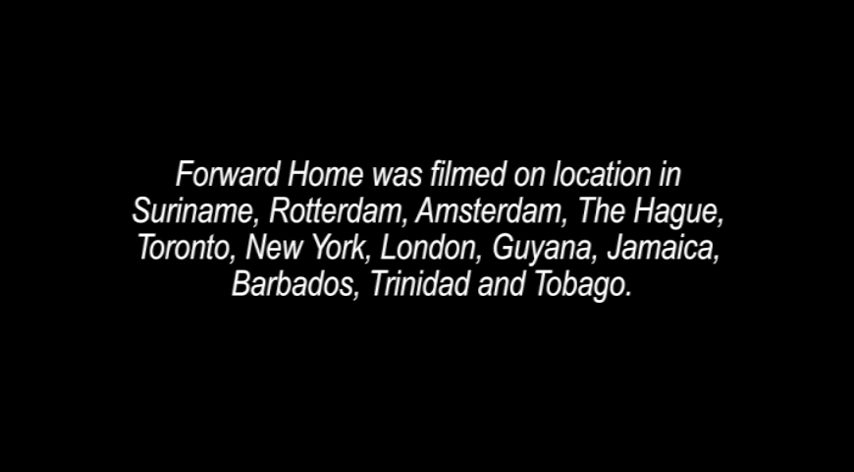 Forward Home was filmed on location in
Suriname, Rotterdam, Amsterdam, The Hague,
Toronto, New York, London, Guyana, Jamaica,
Barbados, Trinidad and Tobago.